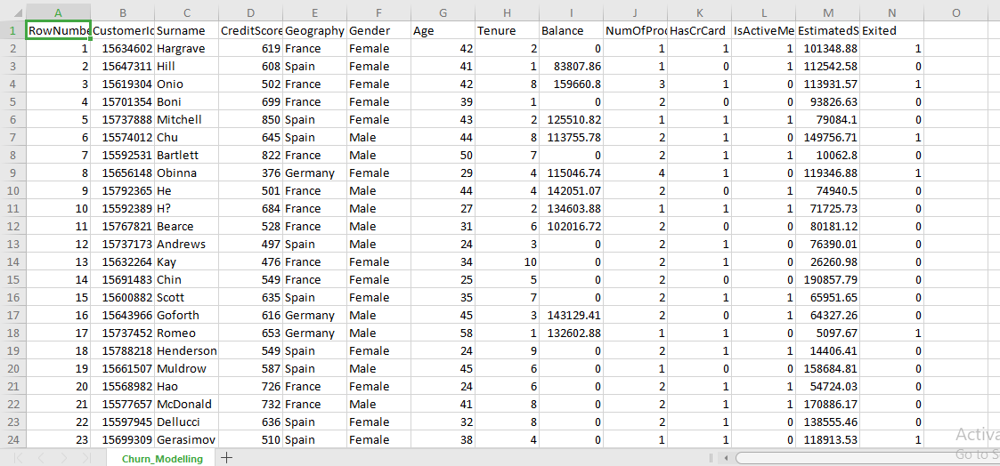 A B C D E F G H I J K L M N O
1 RowNumbe CustomerId Surname CreditScore Geography Gender Age Tenure Balance NumOfProd HasCrCard IsActiveMe EstimatedS Exited
2 1 15634602 Hargrave 619 France Female 42 2 0 1 1 1 101348.88 1
3 2 15647311 Hill 608 Spain Female 41 1 83807.86 1 0 1 112542.58 0
4 3 15619304 Onio 502 France Female 42 8 159660.8 3 1 0 113931.57 1
5 4 15701354 Boni 699 France Female 39 1 0 2 0 0 93826.63 0
6 5 15737888 Mitchell 850 Spain Female 43 2 125510.82 1 1 1 79084.1 0
7 6 15574012 Chu 645 Spain Male 44 8 113755.78 2 1 0 149756.71 1
8 7 15592531 Bartlett 822 France Male 50 7 0 2 1 1 10062.8 0
9 8 15656148 Obinna 376 Germany Female 29 4 115046.74 4 1 0 119346.88 1
10 9 15792365 He 501 France Male 44 4 142051.07 2 0 1 74940.5 0
11 10 15592389 H? 684 France Male 27 2 134603.88 1 1 1 71725.73 0
12 11 15767821 Bearce 528 France Male 31 6 102016.72 2 0 0 80181.12 0
13 12 15737173 Andrews 497 Spain Male 24 3 0 2 1 0 76390.01 0
14 13 15632264 Kay 476 France Female 34 10 0 2 1 0 26260.98 0
15 14 15691483 Chin 549 France Female 25 5 0 2 0 0 190857.79 0
16 15 15600882 Scott 635 Spain Female 35 7 0 2 1 1 65951.65 0
17 16 15643966 Goforth 616 Germany Male 45 3 143129.41 2 0 1 64327.26 0
18 17 15737452 Romeo 653 Germany Male 58 1 132602.88 1 1 0 5097.67 1
19 18 15788218 Henderson 549 Spain Female 24 9 0 2 1 1 14406.41 0
20 19 15661507 Muldrow 587 Spain Male 45 6 0 1 0 0 158684.81 0
21 20 15568982 Hao 726 France Female 24 6 0 2 1 1 54724.03 0
22 21 15577657 McDonald 732 France Male 41 8 0 2 1 1 170886.17 0
23 22 15597945 Dellucci 636 Spain Female 32 8 0 2 1 0 138555.46 0
24 23 15699309 Gerasimov 510 Spain Female 38 4 0 1 1 0 118913.53 1
Activa
Go to S
Churn_Modelling